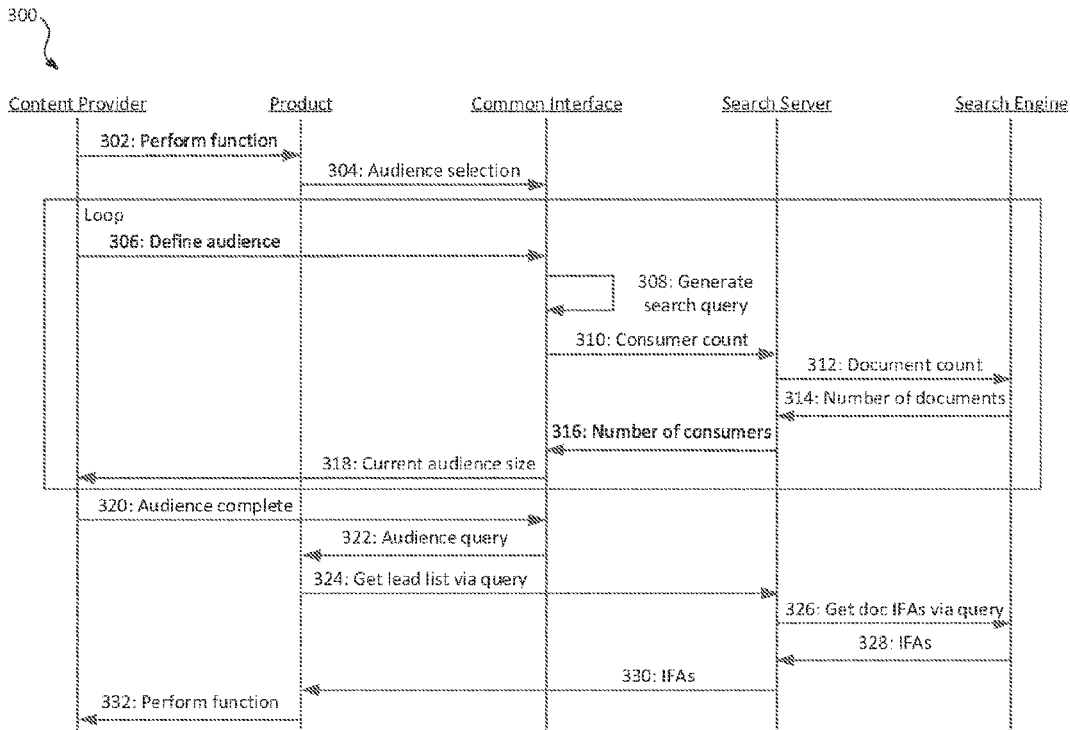 300
Content Provider
Product
Common Interface
Search Server
Search Engine
302: Perform function
304: Audience selection
Loop
306: Define audience
308: Generate
search query
310: Consumer count
312: Document count
314: Number of documents
316: Number of consumers
318: Current audience size
320: Audience complete
322: Audience query
324: Get lead list via query
326: Get doc IFAs via query
328: IFAs
330: IFAs
332: Perform function